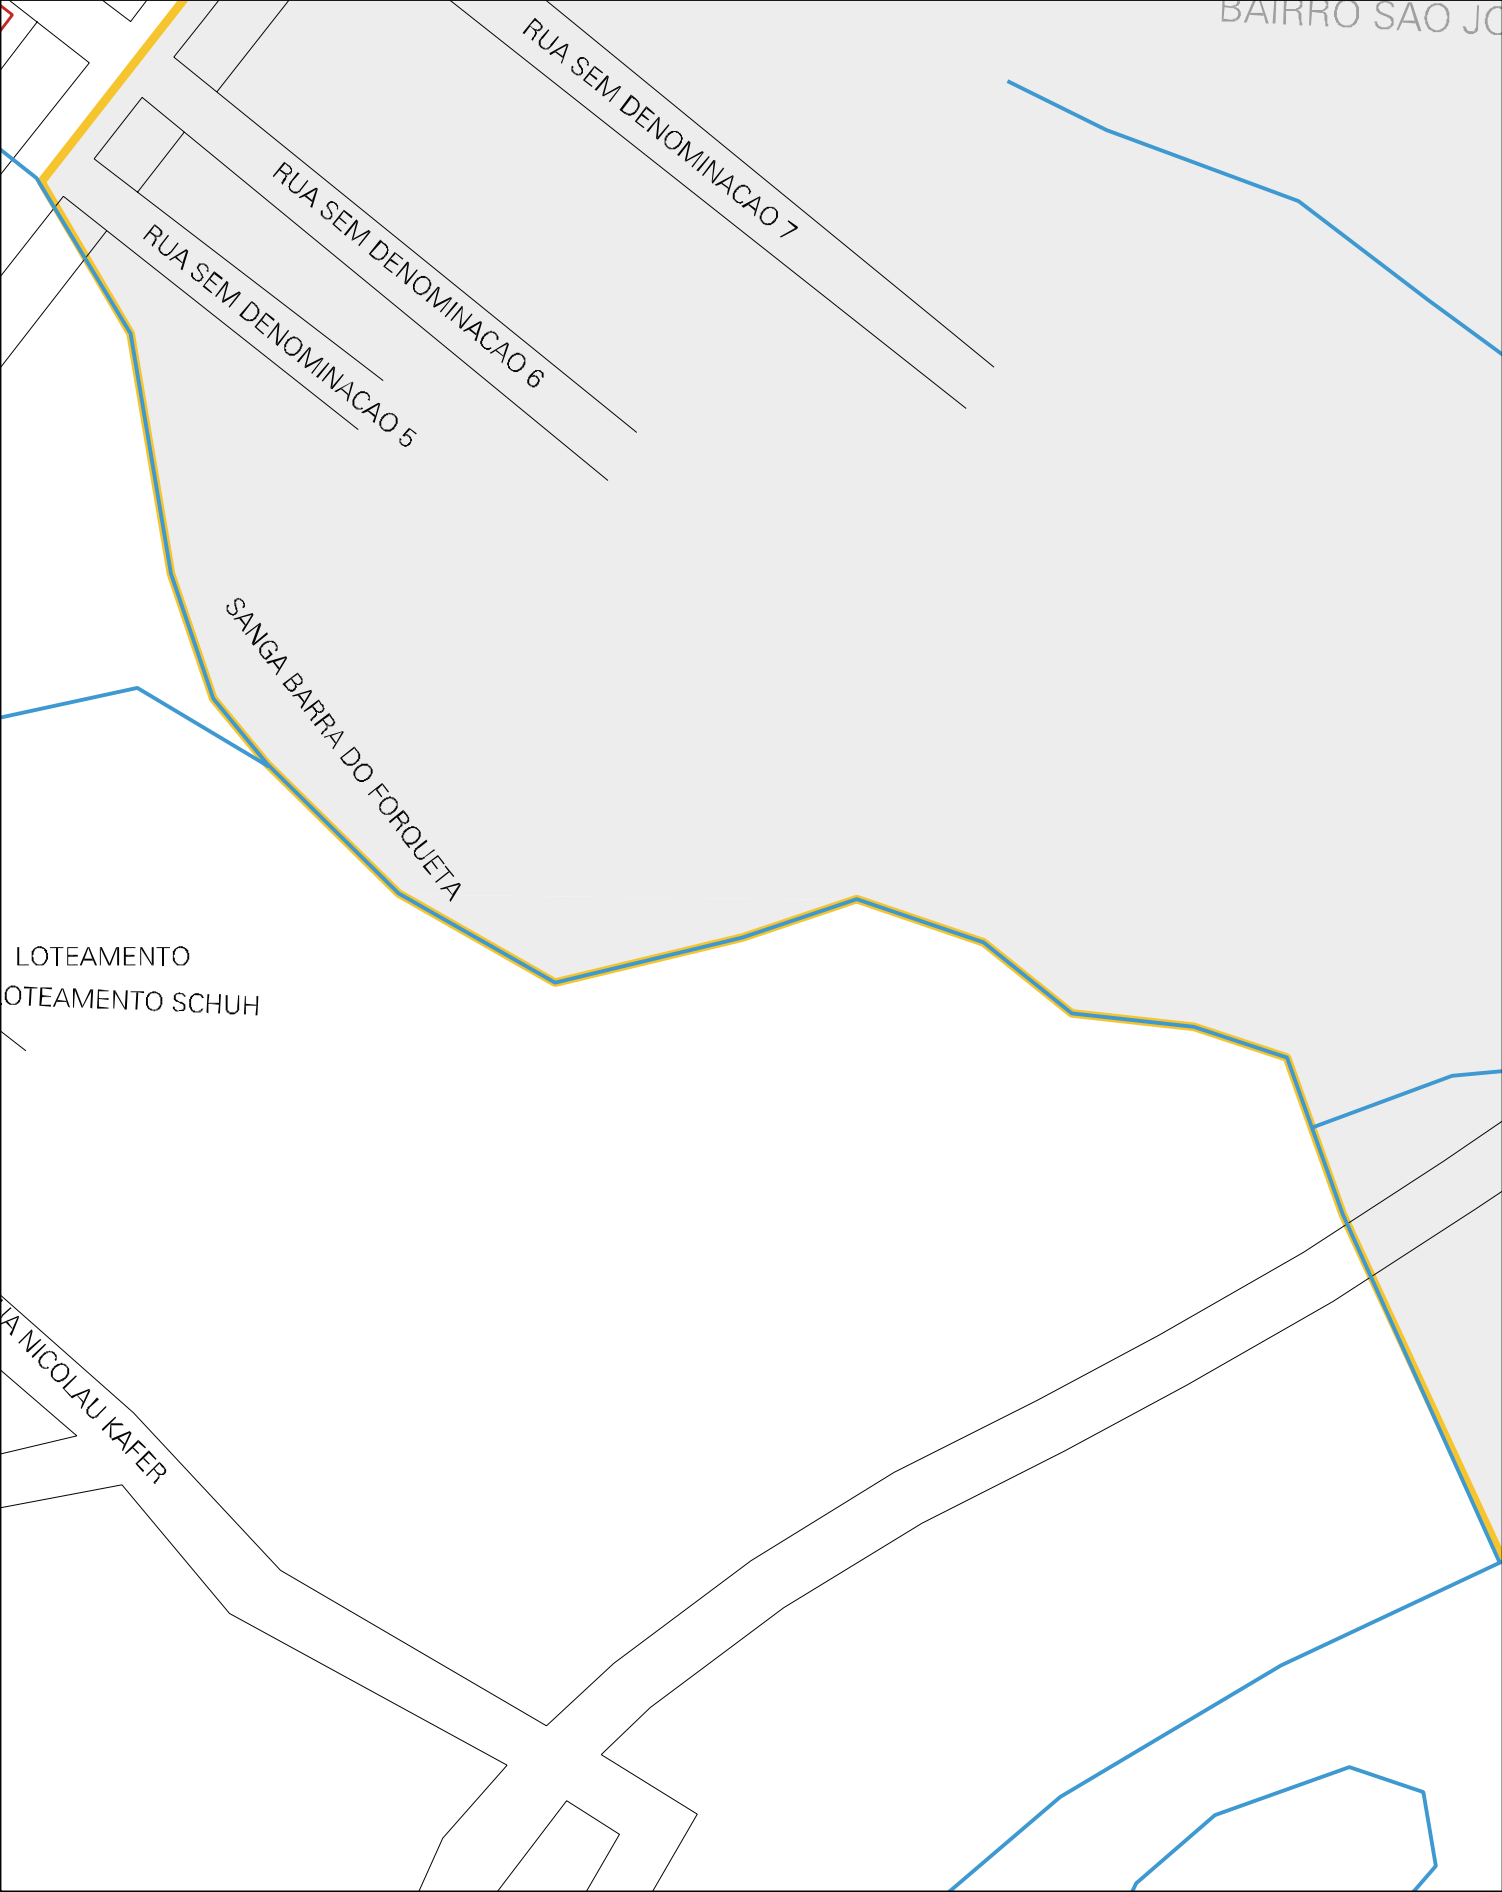 BAIRRO SAO
RUA SEM DENOMINACAO 7
RUA SEM DENOMINACAO 6
RUA SEM DENOMINACAO 5
SANGA BARRA DO FORQUETA
LOTEAMENTO
OTEAMENTO SCHUH
NICOLAU KAFER